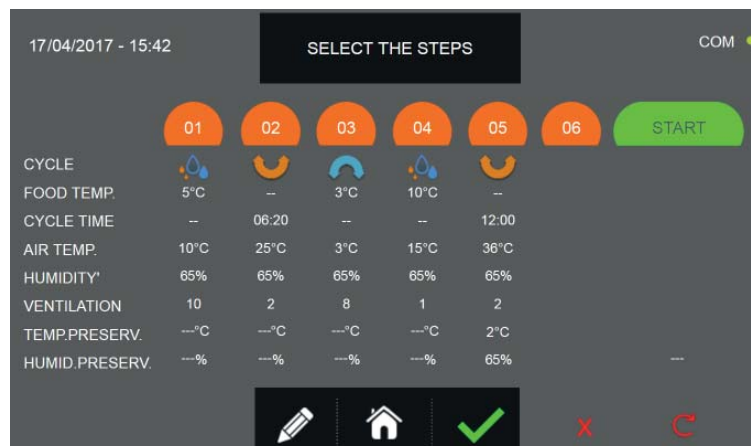 17/04/2017 - 15:42 SELECT THE STEPS COM
01 02 03 04 05 06 START
CYCLE
FOOD TEMP. 5°C -- 3°C 10°C --
CYCLE TIME -- 06:20 -- -- 12:00
AIR TEMP. 10°C 25°C 3°C 15°C 36°C
HUMIDITY' 65% 65% 65% 65% 65%
VENTILATION 10 2 8 1 2
TEMP.PRESERV. ---°C ---°C ---°C ---°C 2°C
HUMID.PRESERV. ---% ---% ---% ---% 65% ---
X